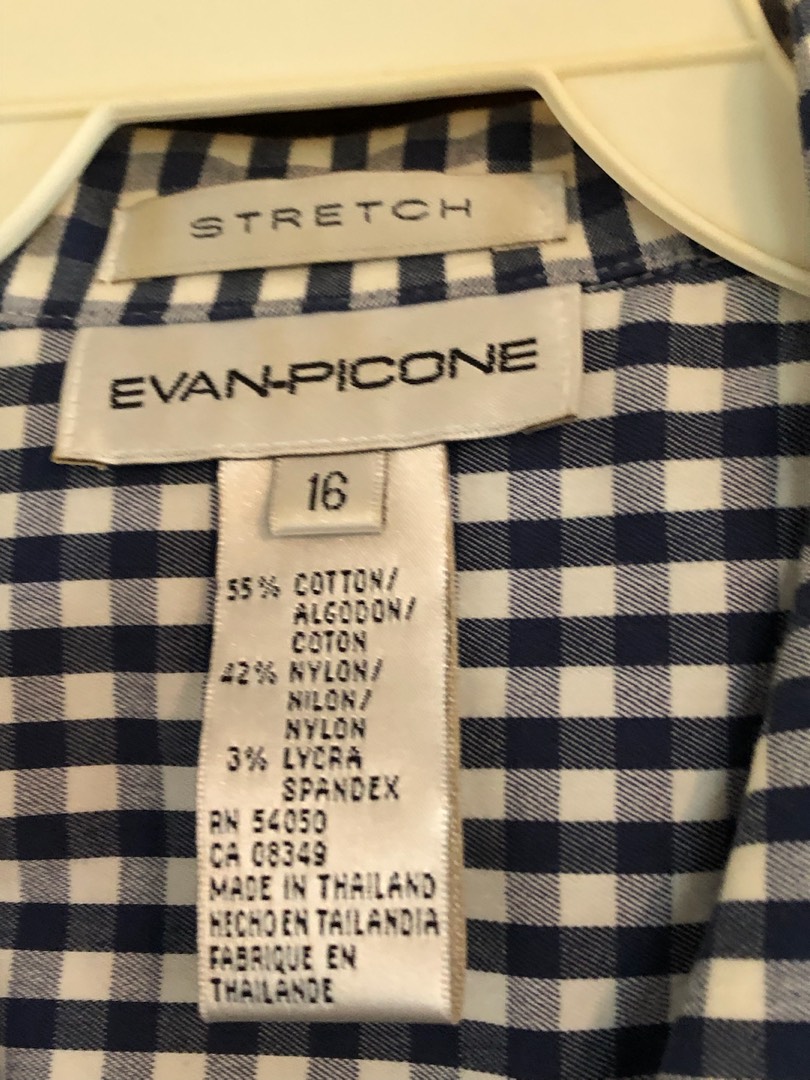 STRETCH
EVAN-PICONE
16
55% COTTON/
ALGODON/
COTON
42% NYLON/
NILON/
NYLON
3% LYCRA
SPANDEX
RN 54050
CA 08349
MADE IN THAILAND
HECHO EN TAILANDIA
FABRIQUE EN
THAILANDE